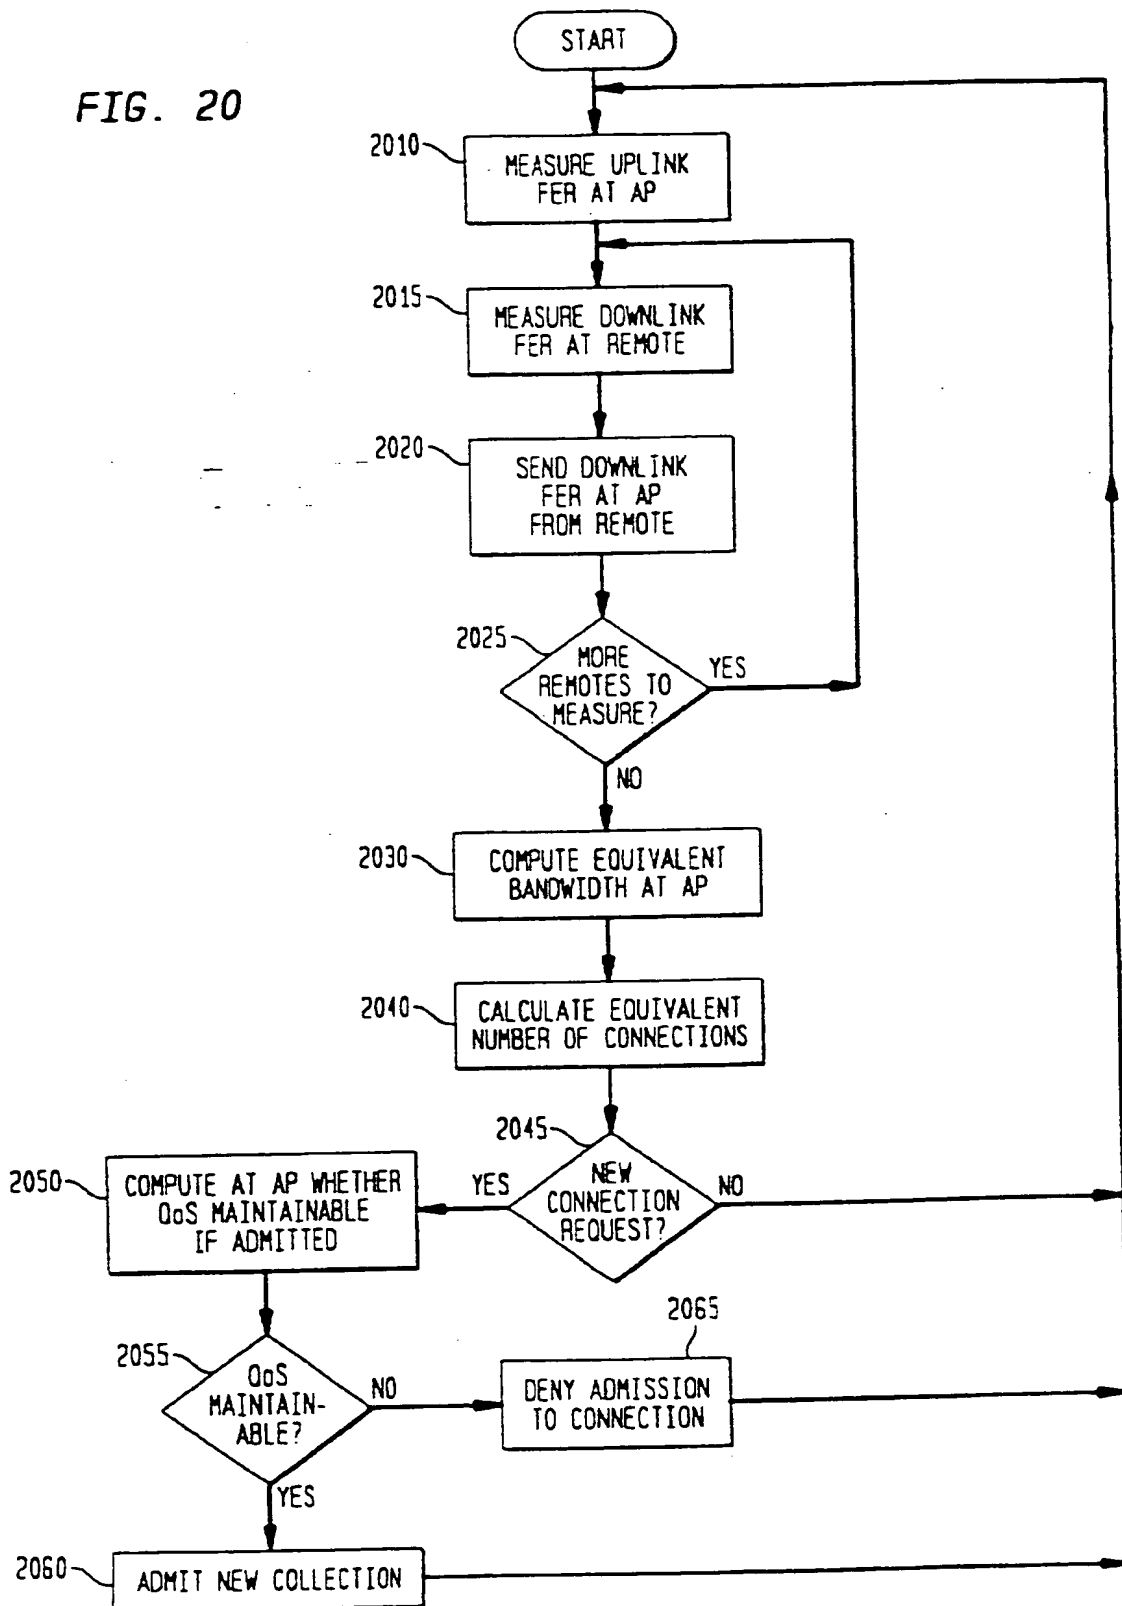 START
FIG. 20
2010
MEASURE UPLINK
FER AT AP
2015
MEASURE DOWNLINK
FER AT REMOTE
2020
SEND DOWNLINK
FER AT AP
FROM REMOTE
2025
MORE
REMOTES TO
MEASURE?
YES
NO
2030
COMPUTE EQUIVALENT
BANDWIDTH AT AP
2040
CALCULATE EQUIVALENT
NUMBER OF CONNECTIONS
2045
NEW
CONNECTION
REQUEST?
YES
NO
2050
COMPUTE AT AP WHETHER
QoS MAINTAINABLE
IF ADMITTED
2055
QoS
MAINTAIN-
ABLE?
NO
YES
2065
DENY ADMISSION
TO CONNECTION
2060
ADMIT NEW COLLECTION